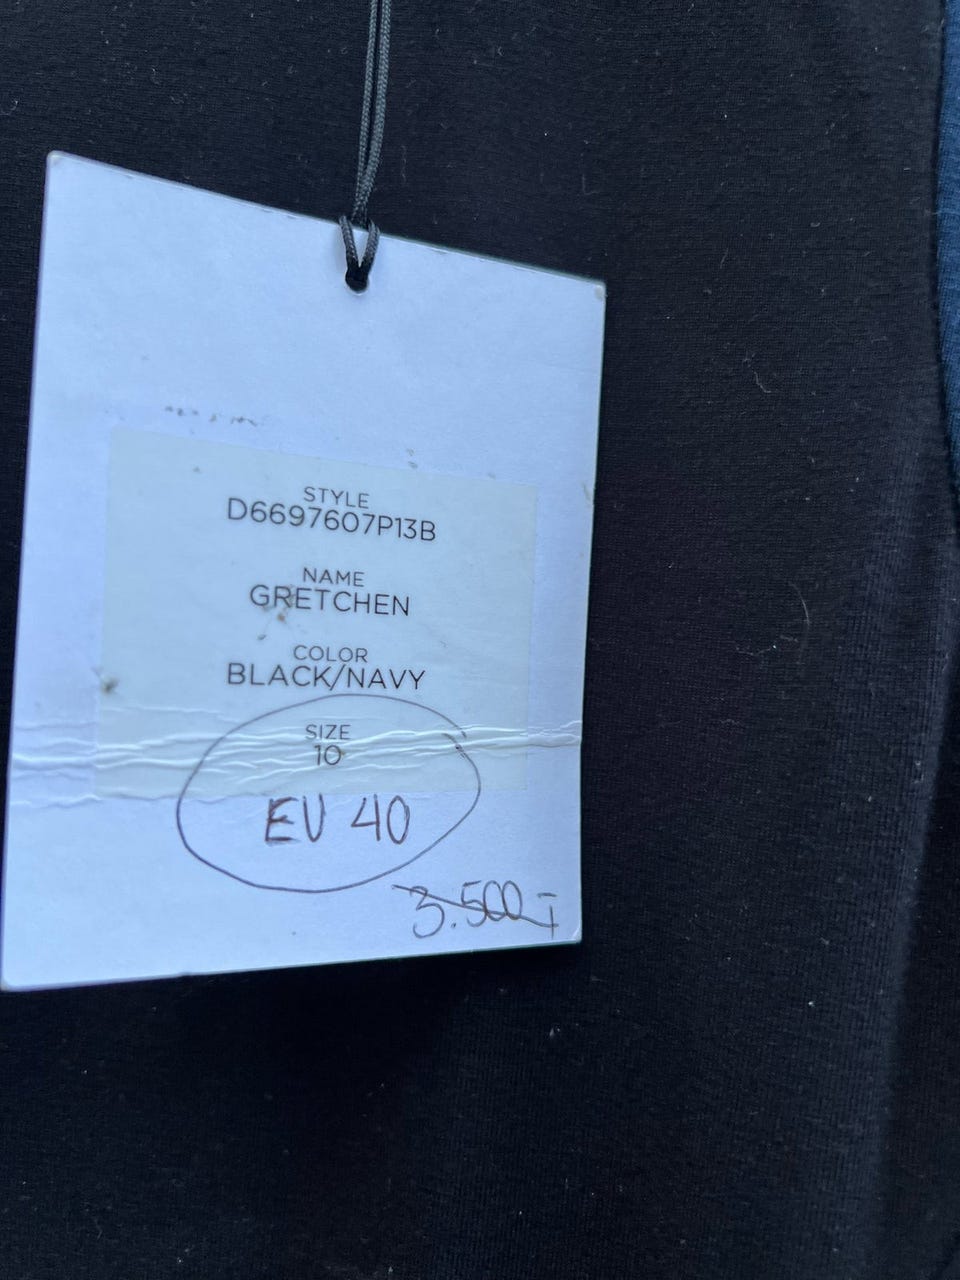 STYLE
D6697607P13B
NAME
GRETCHEN
COLOR
BLACK/NAVY
SIZE
10
EU 40
3.500 T